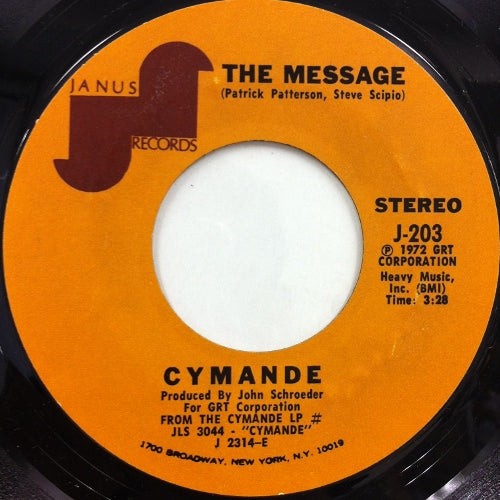 JANUS
RECORDS
THE MESSAGE
(Patrick Patterson, Steve Scipio)
STEREO
J-203
Ⓟ 1972 GRT
CORPORATION
Heavy Music,
Inc. (BMI)
Time: 3:28
CYMANDE
Produced By John Schroeder
For GRT Corporation
FROM THE CYMANDE LP #
JLS 3044 - "CYMANDE"
J 2314-E
1700 BROADWAY, NEW YORK, N.Y. 10019